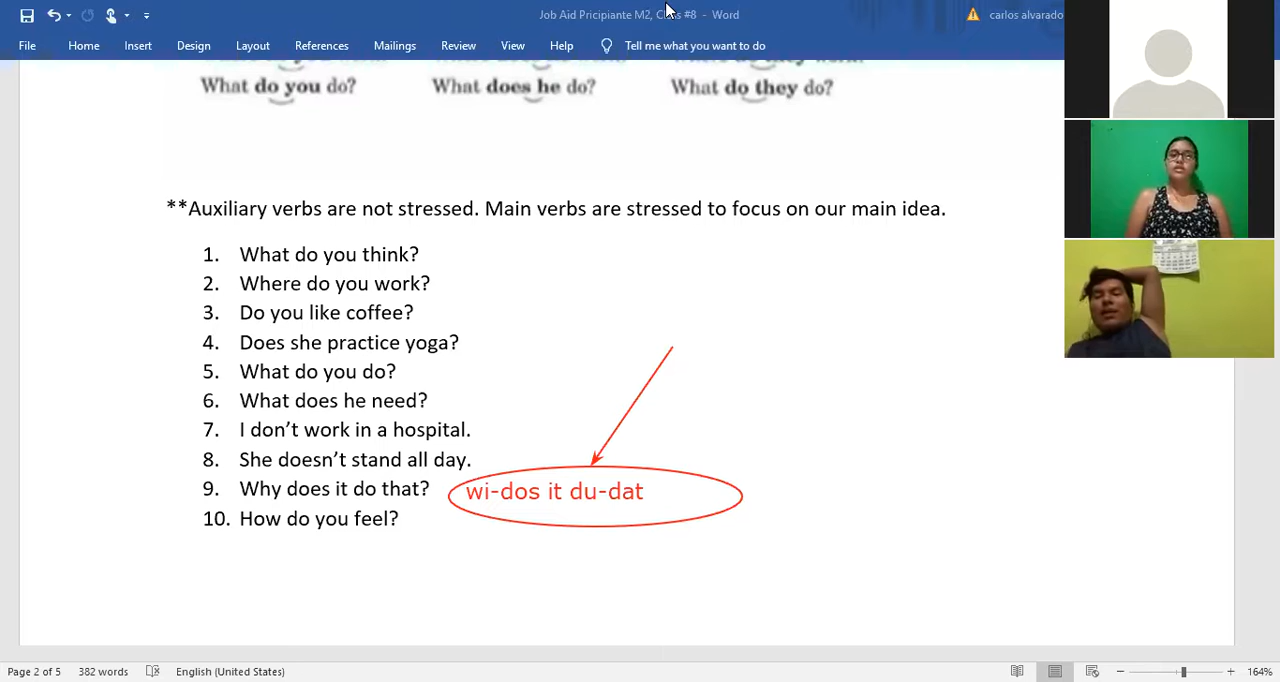 Job Aid Pricipiante M2, Class #8 - Word
carlos alvarado
File Home Insert Design Layout References Mailings Review View Help Tell me what you want to do
What do you do? What does he do? What do they do?
**Auxiliary verbs are not stressed. Main verbs are stressed to focus on our main idea.
1. What do you think?
2. Where do you work?
3. Do you like coffee?
4. Does she practice yoga?
5. What do you do?
6. What does he need?
7. I don't work in a hospital.
8. She doesn't stand all day.
9. Why does it do that? wi-dos it du-dat
10. How do you feel?
Page 2 of 5 382 words English (United States) 164%